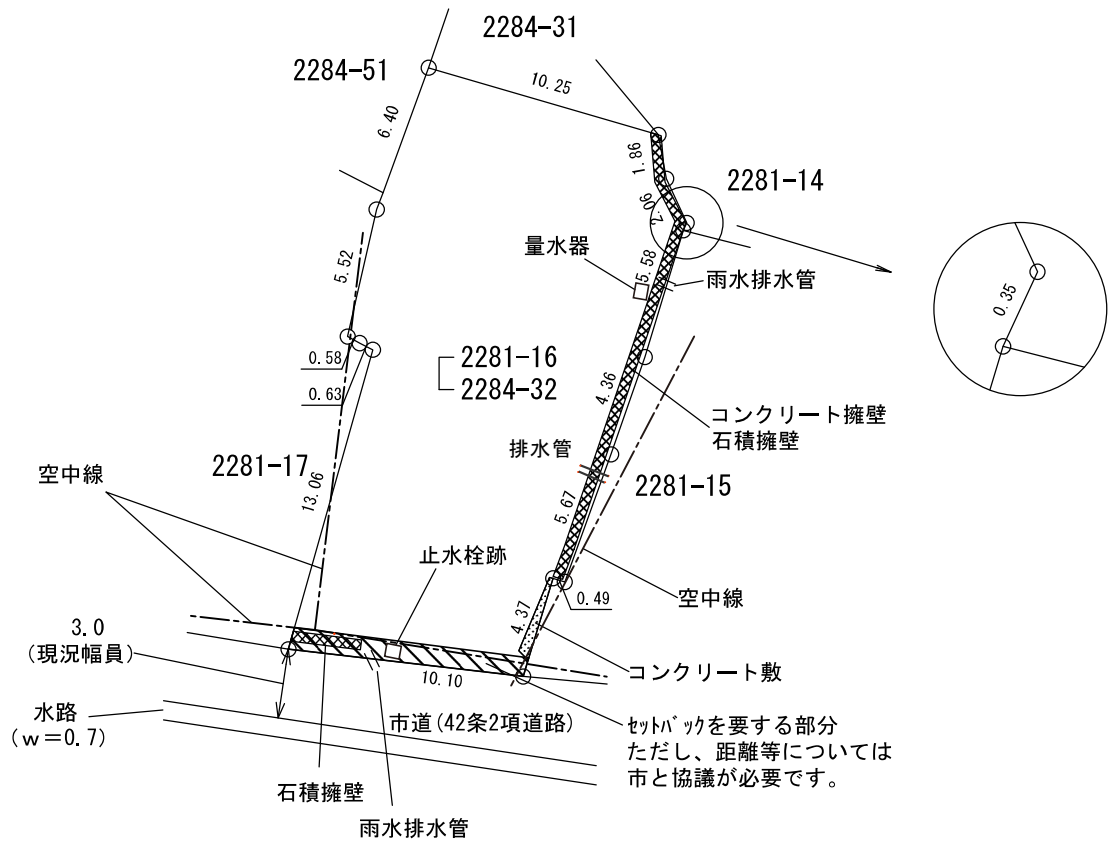 2284-31
2284-51
10.25
6.40
1.86
2281-14
2.06
量水器
5.58
雨水排水管
0.35
5.52
0.58
2281-16
2284-32
0.63
4.36
コンクリート擁壁
石積擁壁
排水管
2281-17
2281-15
空中線
13.06
5.67
止水栓跡
0.49
空中線
4.37
3.0
(現況幅員)
コンクリート敷
10.10
水路
(w=0.7)
市道(42条2項道路)
ｾｯﾄﾊﾞｯｸを要する部分
ただし、距離等については
市と協議が必要です。
石積擁壁
雨水排水管